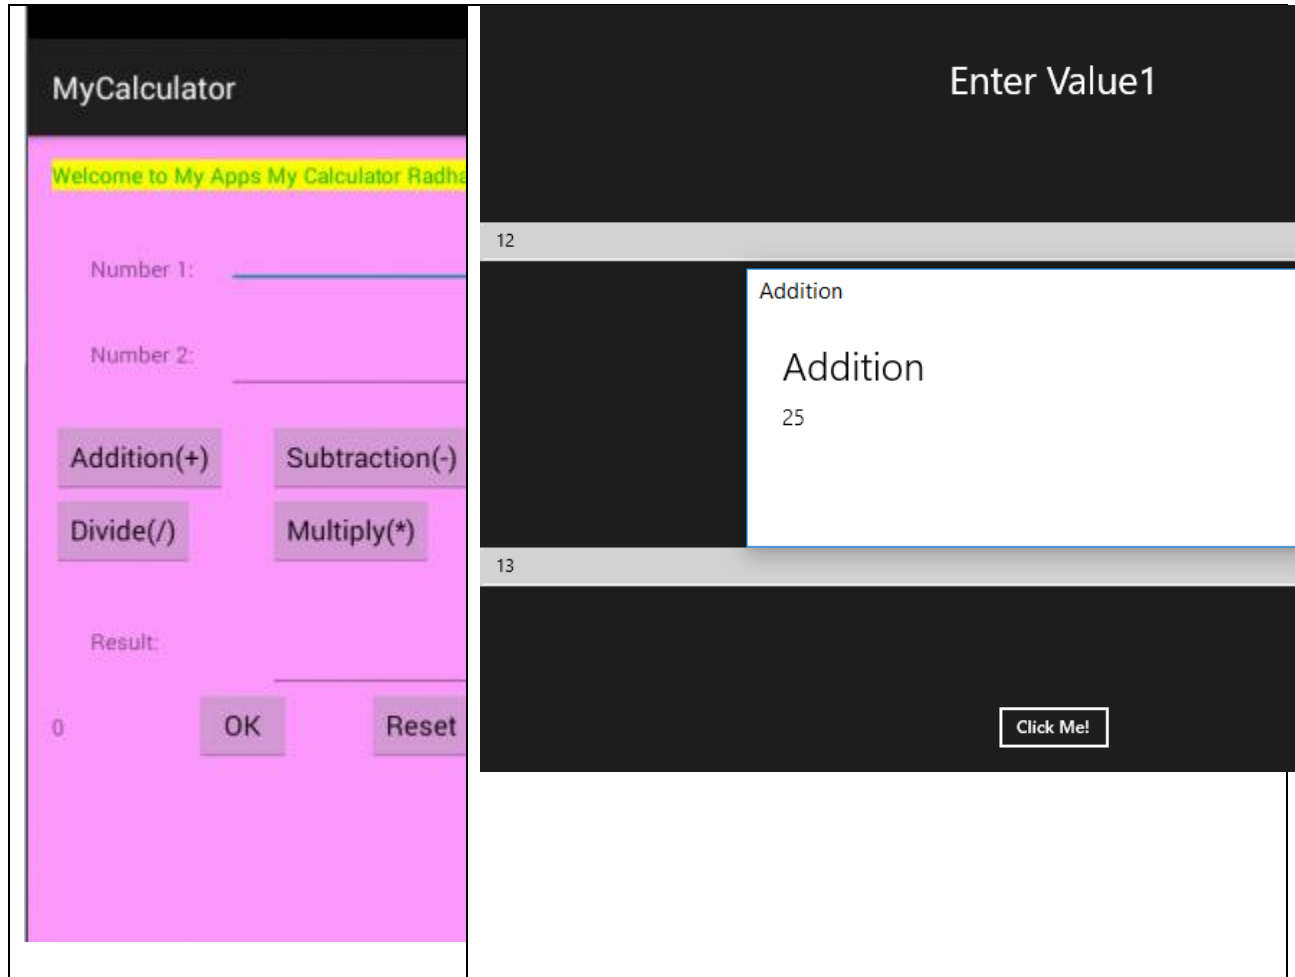 MyCalculator
Welcome to My Apps My Calculator
Number 1:
Number 2:
Addition(+) Subtraction(-)
Divide(/) Multiply(*)
Result:
0 OK Reset
Enter Value1
12
Addition
Addition
25
13
Click Me!